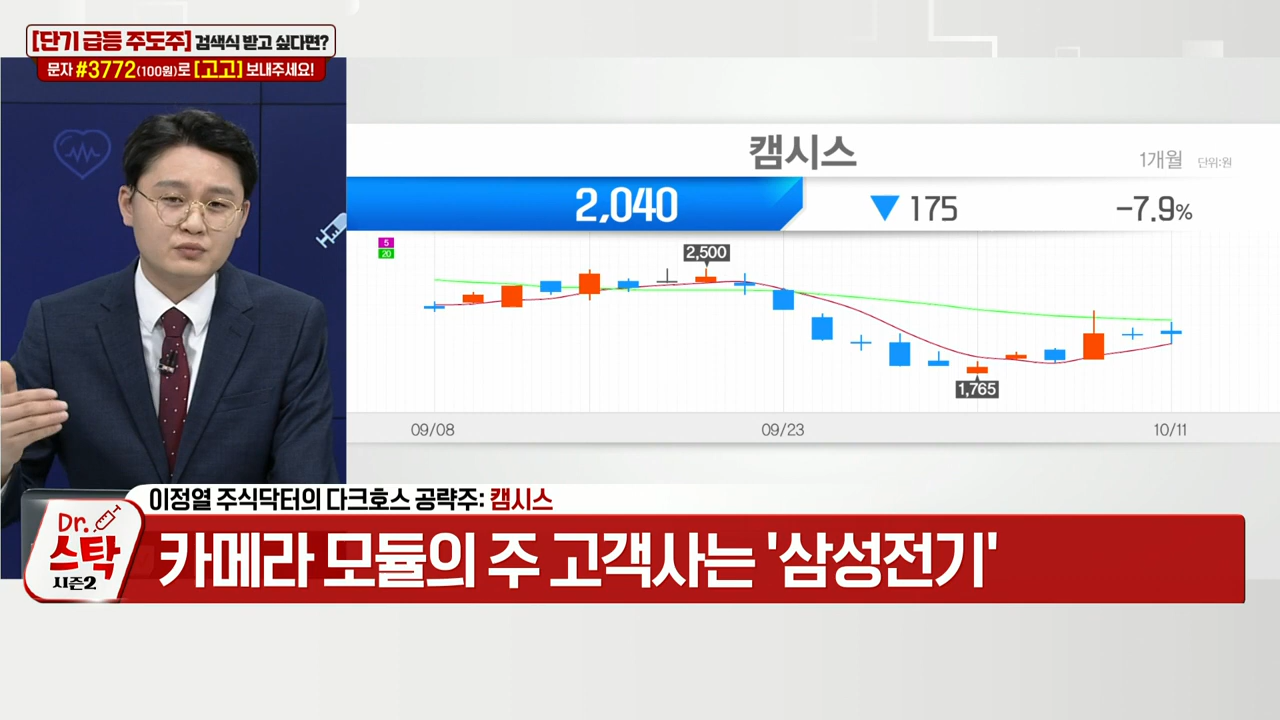 [단기 급등 주도주] 검색식 받고 싶다면?
문자 #3772(100원)로 [고고] 보내주세요!
캠시스
1개월 단위:원
2,040 ▼ 175 -7.9%
5
20
2,500
1,765
09/08 09/23 10/11
이정열 주식닥터의 다크호스 공략주: 캠시스
Dr.
스탁
시즌2
카메라 모듈의 주 고객사는 '삼성전기'